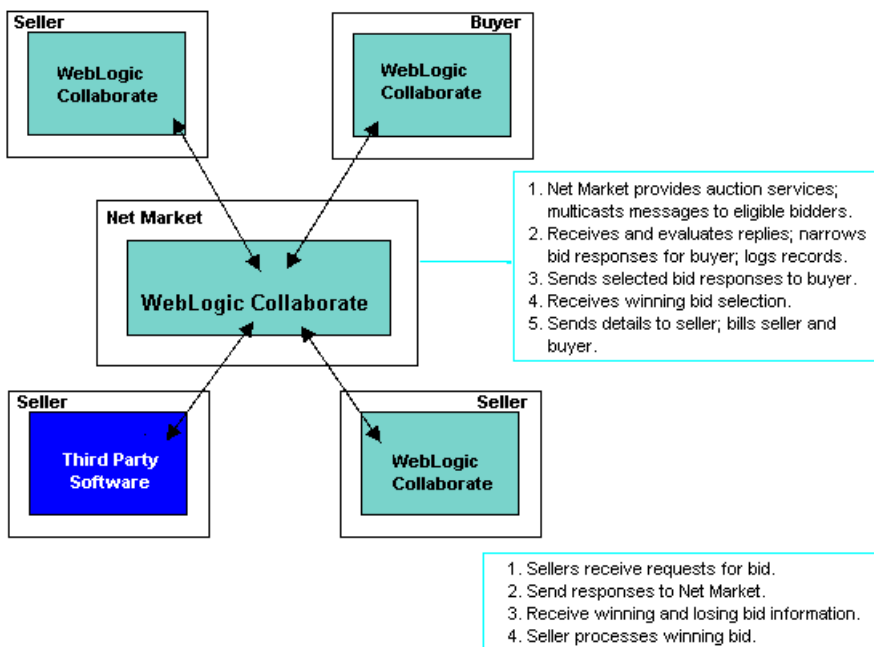 Seller
WebLogic
Collaborate
Buyer
WebLogic
Collaborate
Net Market
WebLogic Collaborate
1. Net Market provides auction services;
multicasts messages to eligible bidders.
2. Receives and evaluates replies; narrows
bid responses for buyer; logs records.
3. Sends selected bid responses to buyer.
4. Receives winning bid selection.
5. Sends details to seller; bills seller and
buyer.
Seller
Third Party
Software
Seller
WebLogic
Collaborate
1. Sellers receive requests for bid.
2. Send responses to Net Market.
3. Receive winning and losing bid information.
4. Seller processes winning bid.